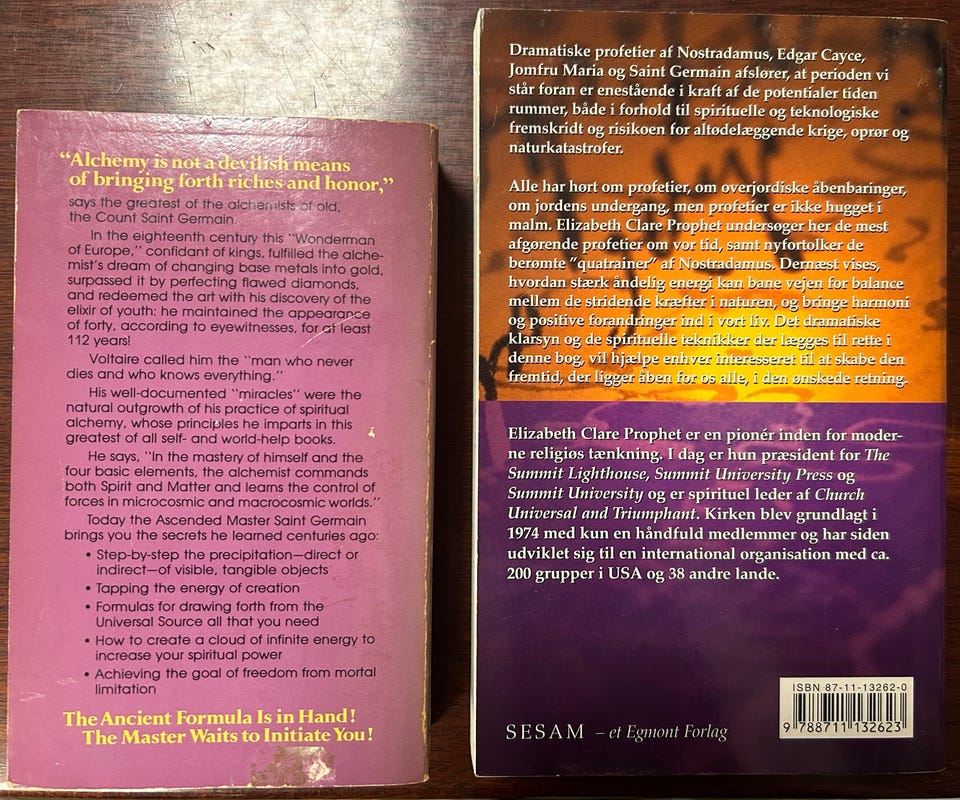 “Alchemy is not a devilish means
of bringing forth riches and honor,”
says the greatest of the alchemists of old,
the Count Saint Germain.
In the eighteenth century this “Wonderman
of Europe,” confidant of kings, fulfilled the alche-
mist’s dream of changing base metals into gold,
surpassed it by perfecting flawed diamonds,
and redeemed the art with his discovery of the
elixir of youth: he maintained the appearance
of forty, according to eyewitnesses, for at least
112 years!
Voltaire called him the “man who never
dies and who knows everything.”
His well-documented “miracles” were the
natural outgrowth of his practice of spiritual
alchemy, whose principles he imparts in this
greatest of all self- and world-help books.
He says, “In the mastery of himself and the
four basic elements, the alchemist commands
both Spirit and Matter and learns the control of
forces in microcosmic and macrocosmic worlds.”
Today the Ascended Master Saint Germain
brings you the secrets he learned centuries ago:
• Step-by-step the precipitation—direct or
indirect—of visible, tangible objects
• Tapping the energy of creation
• Formulas for drawing forth from the
Universal Source all that you need
• How to create a cloud of infinite energy to
increase your spiritual power
• Achieving the goal of freedom from mortal
limitation
The Ancient Formula Is in Hand!
The Master Waits to Initiate You!
Dramatiske profetier af Nostradamus, Edgar Cayce,
Jomfru Maria og Saint Germain afslører, at perioden vi
står foran er enestående i kraft af de potentialer tiden
rummer, både i forhold til spirituelle og teknologiske
fremskridt og risikoen for altødelæggende krige, oprør og
naturkatastrofer.
Alle har hørt om profetier, om overjordiske åbenbaringer,
om jordens undergang, men profetier er ikke hugget i
malm. Elizabeth Clare Prophet undersøger her de mest
afgørende profetier om vor tid, samt nyfortolker de
berømte ”quatrainer” af Nostradamus. Dernæst vises,
hvordan stærk åndelig energi kan bane vejen for balance
mellem de stridende kræfter i naturen, og bringe harmoni
og positive forandringer ind i vort liv. Det dramatiske
klarsyn og de spirituelle teknikker der lægges til rette i
denne bog, vil hjælpe enhver interesseret til at skabe den
fremtid, der ligger åben for os alle, i den ønskede retning.
Elizabeth Clare Prophet er en pionér inden for moder-
ne religiøs tænkning. I dag er hun præsident for The
Summit Lighthouse, Summit University Press og
Summit University og er spirituel leder af Church
Universal and Triumphant. Kirken blev grundlagt i
1974 med kun en håndfuld medlemmer og har siden
udviklet sig til en international organisation med ca.
200 grupper i USA og 38 andre lande.
ISBN 87-11-13262-0
9 788711 132623
SESAM – et Egmont Forlag